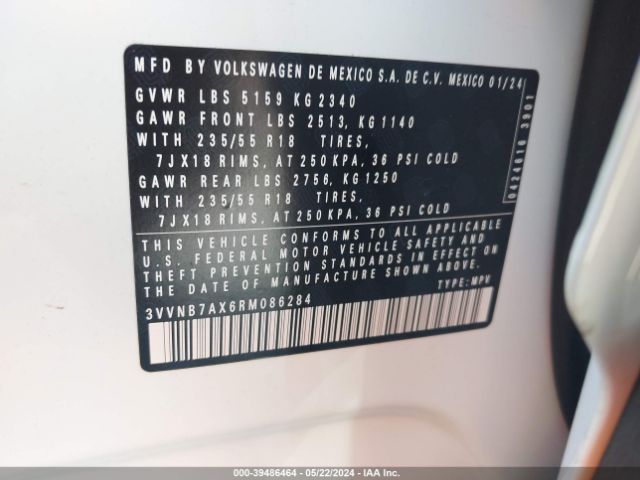 MFD BY VOLKSWAGEN DE MEXICO S.A. DE C.V. MEXICO 01/24
GVWR LBS 5159 KG 2340
GAWR FRONT LBS 2513, KG 1140
WITH 235/55 R18 TIRES,
7JX18 RIMS, AT 250 KPA, 36 PSI COLD
GAWR REAR LBS 2756, KG 1250
WITH 235/55 R18 TIRES,
7JX18 RIMS, AT 250 KPA, 36 PSI COLD
THIS VEHICLE CONFORMS TO ALL APPLICABLE
U.S. FEDERAL MOTOR VEHICLE SAFETY AND
THEFT PREVENTION STANDARDS IN EFFECT ON
THE DATE OF MANUFACTURE SHOWN ABOVE.
3VVNB7AX6RM086284 TYPE: MPV
0424616 3901
000-39486464 - 05/22/2024 - IAA Inc.